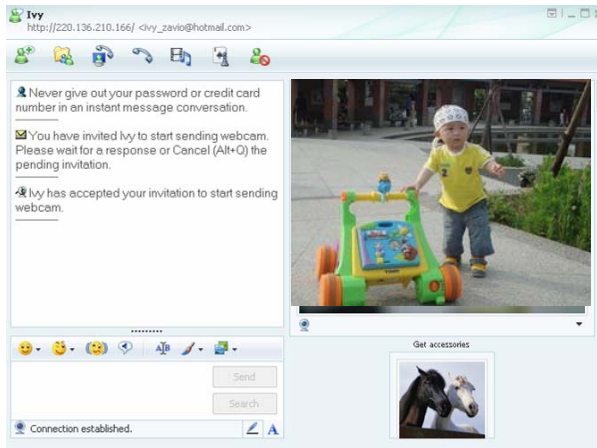 Ivy
http://220.136.210.166/ <ivy_zavio@hotmail.com>
Never give out your password or credit card
number in an instant message conversation.
You have invited Ivy to start sending webcam.
Please wait for a response or Cancel (Alt+Q) the
pending invitation.
Ivy has accepted your invitation to start sending
webcam.
2
Get accessories
Send
Search
Connection established.